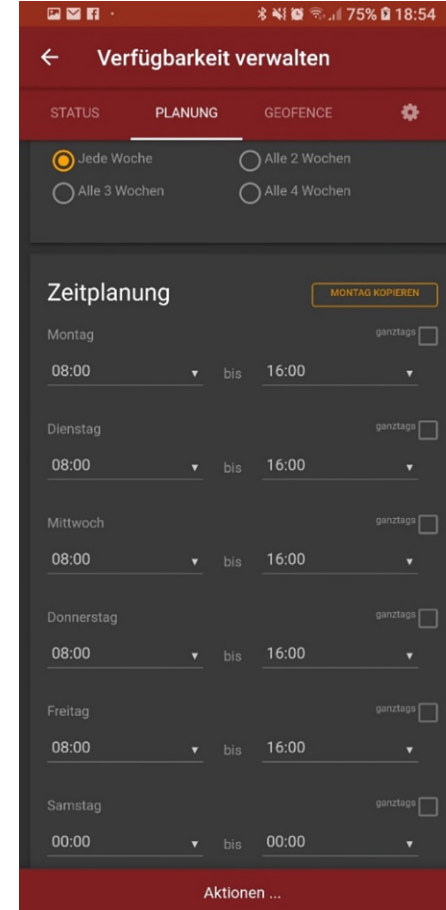 75% 18:54
Verfügbarkeit verwalten
STATUS PLANUNG GEOFENCE
Jede Woche Alle 2 Wochen
Alle 3 Wochen Alle 4 Wochen
Zeitplanung MONTAG KOPIEREN
Montag ganztags
08:00 bis 16:00
Dienstag ganztags
08:00 bis 16:00
Mittwoch ganztags
08:00 bis 16:00
Donnerstag ganztags
08:00 bis 16:00
Freitag ganztags
08:00 bis 16:00
Samstag ganztags
00:00 bis 00:00
Aktionen ...